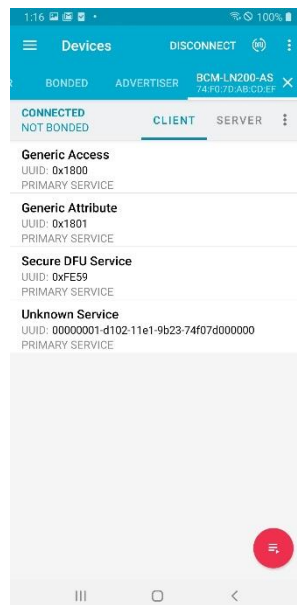 1:16 100%
Devices DISCONNECT
BONDED ADVERTISER BCM-LN200-AS
74:F0:7D:AB:CD:EF
CONNECTED
NOT BONDED CLIENT SERVER
Generic Access
UUID: 0x1800
PRIMARY SERVICE
Generic Attribute
UUID: 0x1801
PRIMARY SERVICE
Secure DFU Service
UUID: 0xFE59
PRIMARY SERVICE
Unknown Service
UUID: 00000001-d102-11e1-9b23-74f07d000000
PRIMARY SERVICE